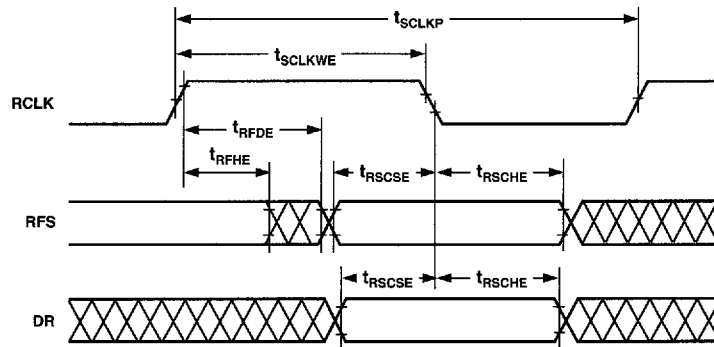 tSCLKP
tSCLKWE
RCLK
tRFDE
tRFHE
tRSCSE
tRSCHE
RFS
tRSCSE
tRSCHE
DR